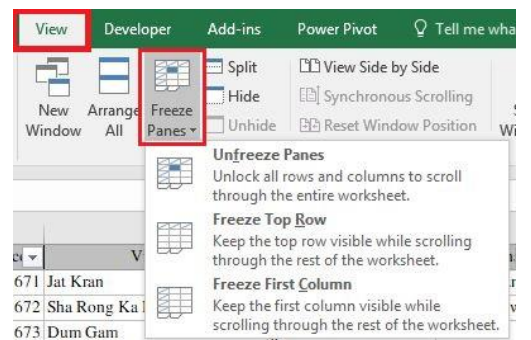 View Developer Add-ins Power Pivot Tell me wha
New Window
Arrange All
Freeze Panes
Split
Hide
Unhide
View Side by Side
Synchronous Scrolling
Reset Window Position
Unfreeze Panes
Unlock all rows and columns to scroll
through the entire worksheet.
Freeze Top Row
Keep the top row visible while scrolling
through the rest of the worksheet.
Freeze First Column
Keep the first column visible while
scrolling through the rest of the worksheet.
V
671 Jat Kran
672 Sha Rong Ka
673 Dum Gam